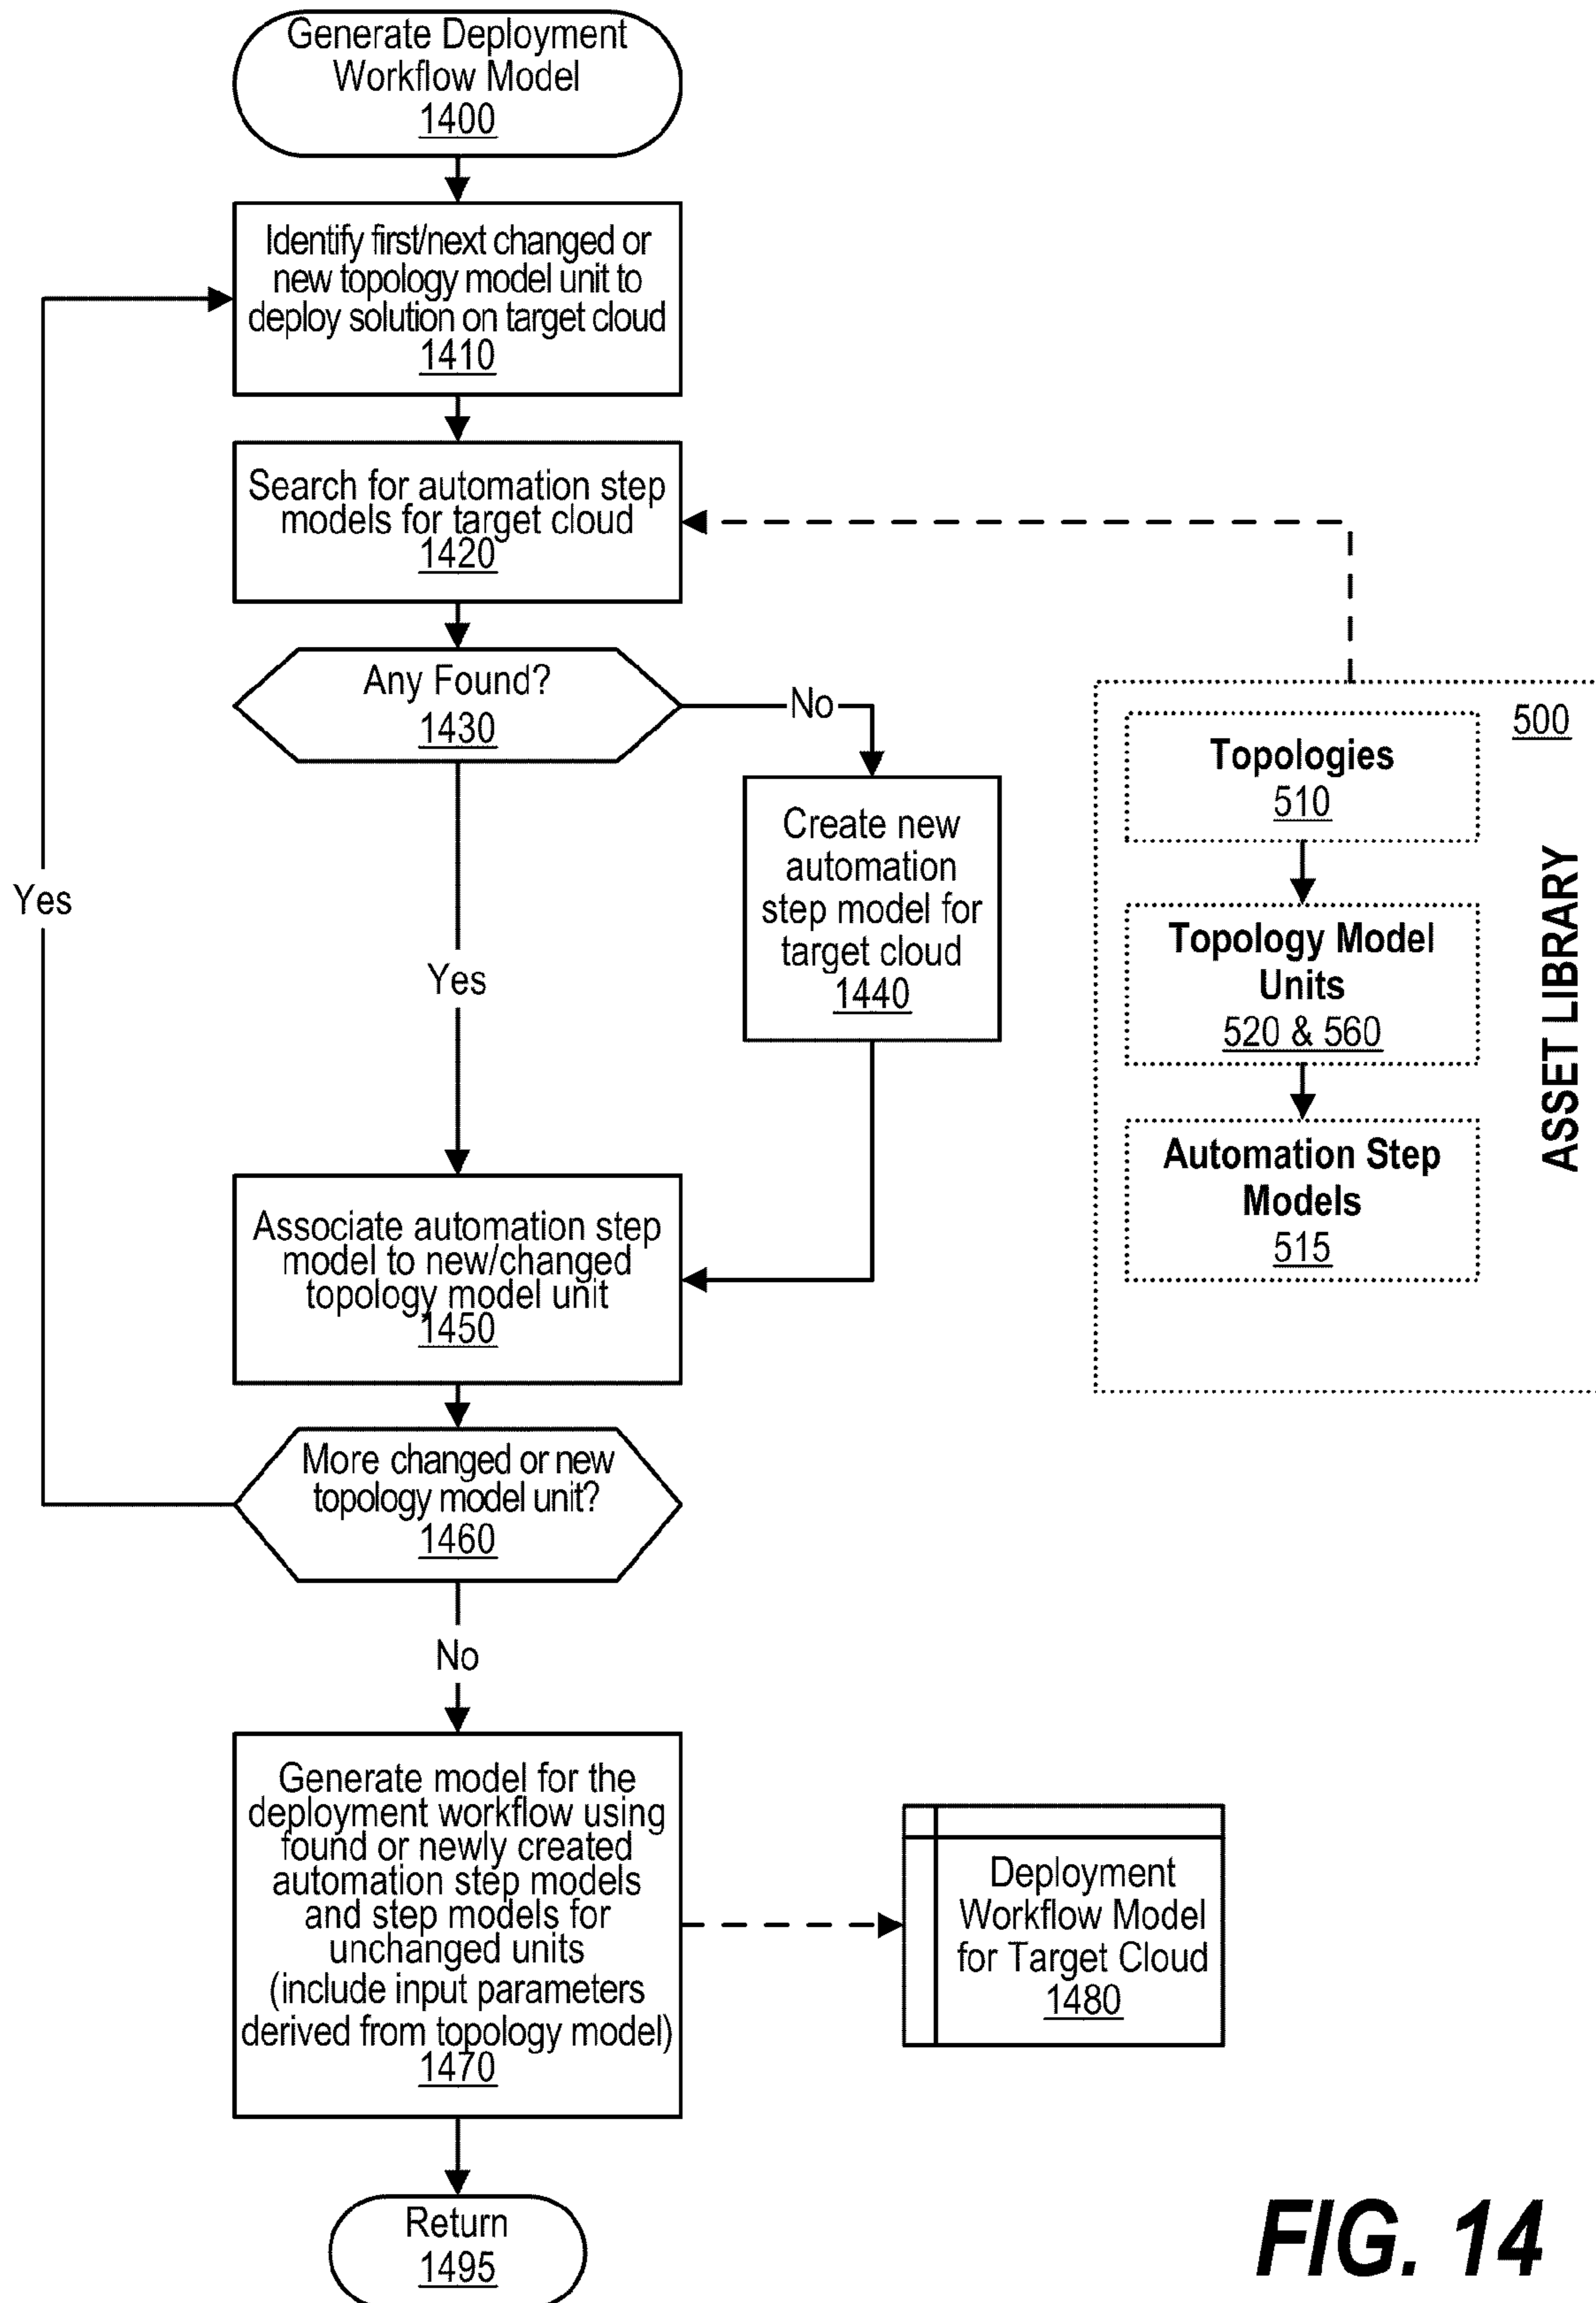 Generate Deployment
Workflow Model
1400
Identify first/next changed or
new topology model unit to
deploy solution on target cloud
1410
Search for automation step
models for target cloud
1420
Any Found?
1430
No
Create new
automation
step model for
target cloud
1440
Yes
Yes
Associate automation step
model to new/changed
topology model unit
1450
More changed or new
topology model unit?
1460
No
Generate model for the
deployment workflow using
found or newly created
automation step models
and step models for
unchanged units
(include input parameters
derived from topology model)
1470
Deployment
Workflow Model
for Target Cloud
1480
Return
1495
500
Topologies
510
Topology Model
Units
520 & 560
Automation Step
Models
515
ASSET LIBRARY
FIG. 14